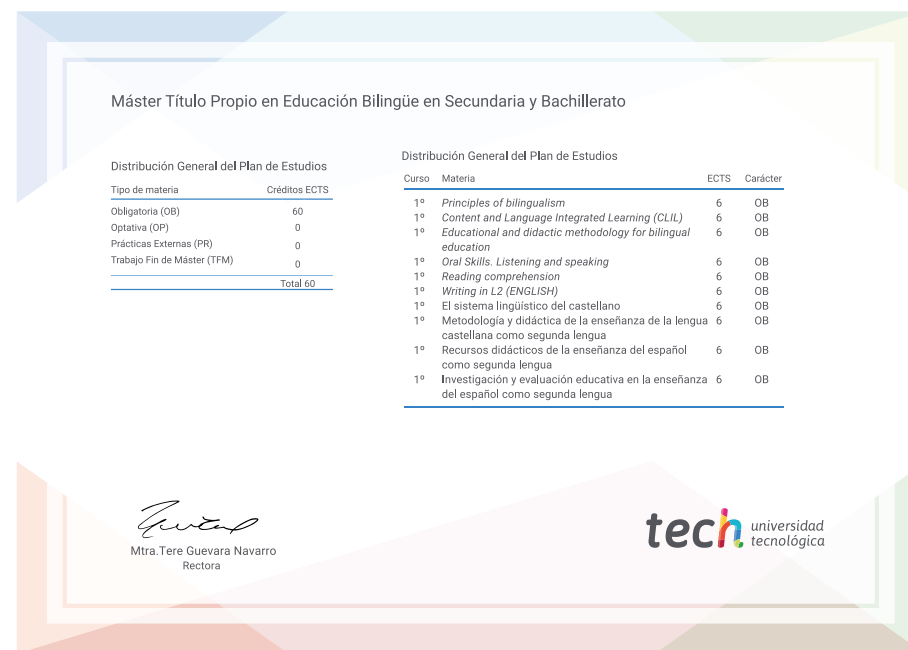 Máster Título Propio en Educación Bilingüe en Secundaria y Bachillerato
Distribución General del Plan de Estudios
Tipo de materia Créditos ECTS
Obligatoria (OB) 60
Optativa (OP) 0
Prácticas Externas (PR) 0
Trabajo Fin de Máster (TFM) 0
Total 60
Distribución General del Plan de Estudios
Curso Materia ECTS Carácter
1º Principles of bilingualism 6 OB
1º Content and Language Integrated Learning (CLIL) 6 OB
1º Educational and didactic methodology for bilingual 6 OB
education
1º Oral Skills. Listening and speaking 6 OB
1º Reading comprehension 6 OB
1º Writing in L2 (ENGLISH) 6 OB
1º El sistema lingüístico del castellano 6 OB
1º Metodología y didáctica de la enseñanza de la lengua 6 OB
castellana como segunda lengua
1º Recursos didácticos de la enseñanza del español 6 OB
como segunda lengua
1º Investigación y evaluación educativa en la enseñanza 6 OB
del español como segunda lengua
Mtra.Tere Guevara Navarro
Rectora
tech universidad
tecnológica